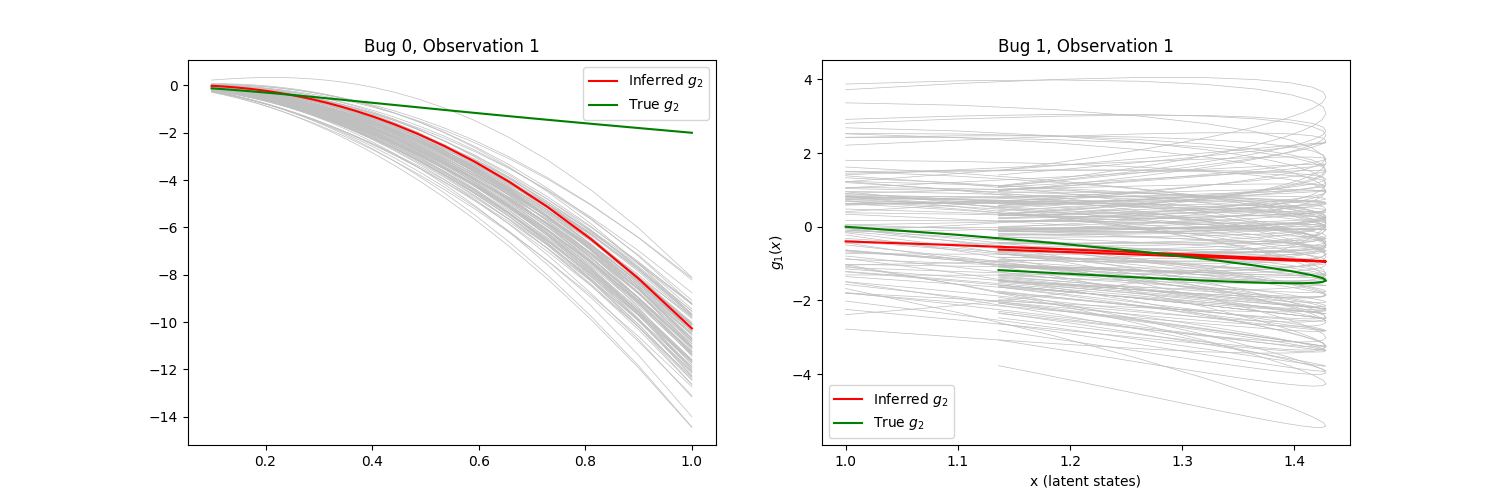 Bug 0, Observation 1
0
−2
−4
−6
−8
−10
−12
−14
0.2 0.4 0.6 0.8 1.0
Inferred g₂
True g₂
Bug 1, Observation 1
g₁(x)
4
2
0
−2
−4
1.0 1.1 1.2 1.3 1.4
x (latent states)
Inferred g₂
True g₂